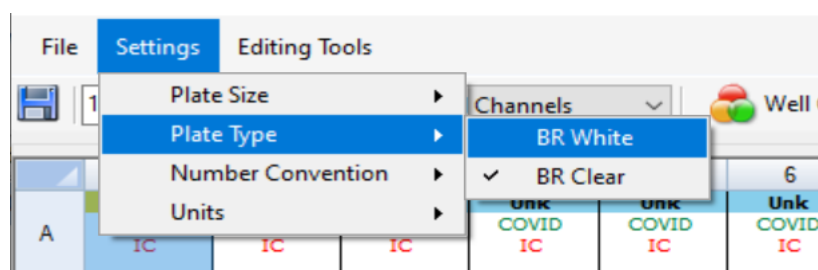 File Settings Editing Tools
1 Plate Size Channels Well
Plate Type BR White
Number Convention BR Clear 6
Units Unk Unk Unk
A COVID COVID COVID
IC IC IC IC IC IC